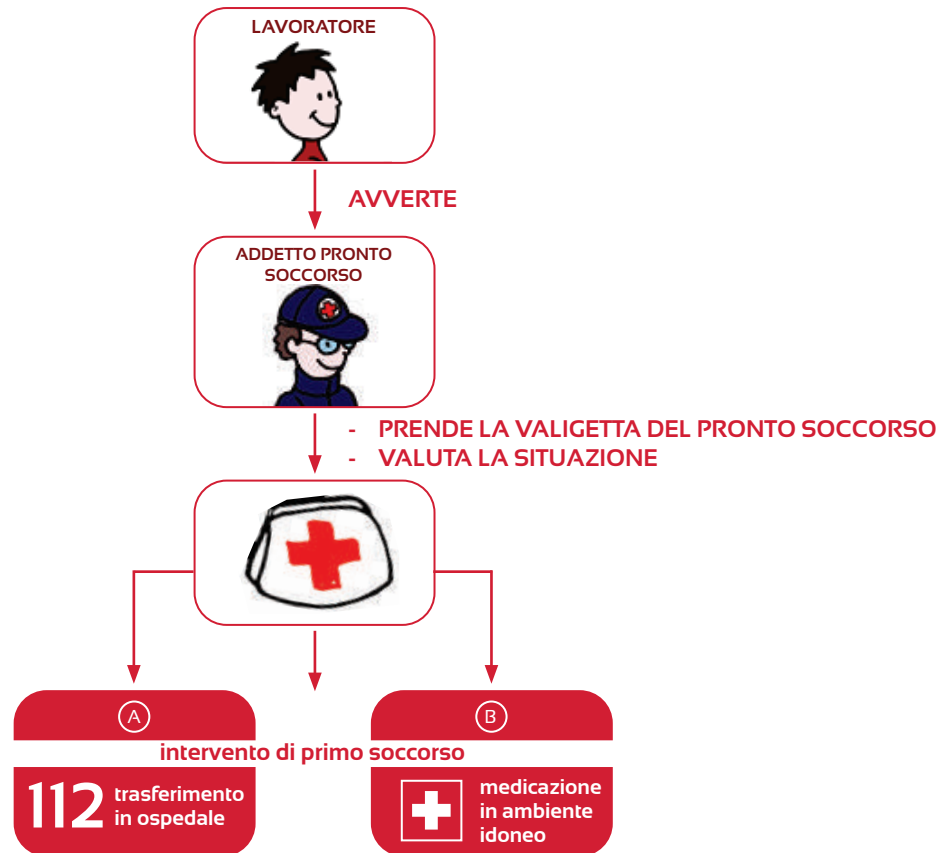 LAVORATORE
AVVERTE
ADDETTO PRONTO
SOCCORSO
- PRENDE LA VALIGETTA DEL PRONTO SOCCORSO
- VALUTA LA SITUAZIONE
A
B
intervento di primo soccorso
112 trasferimento
in ospedale
medicazione
in ambiente
idoneo